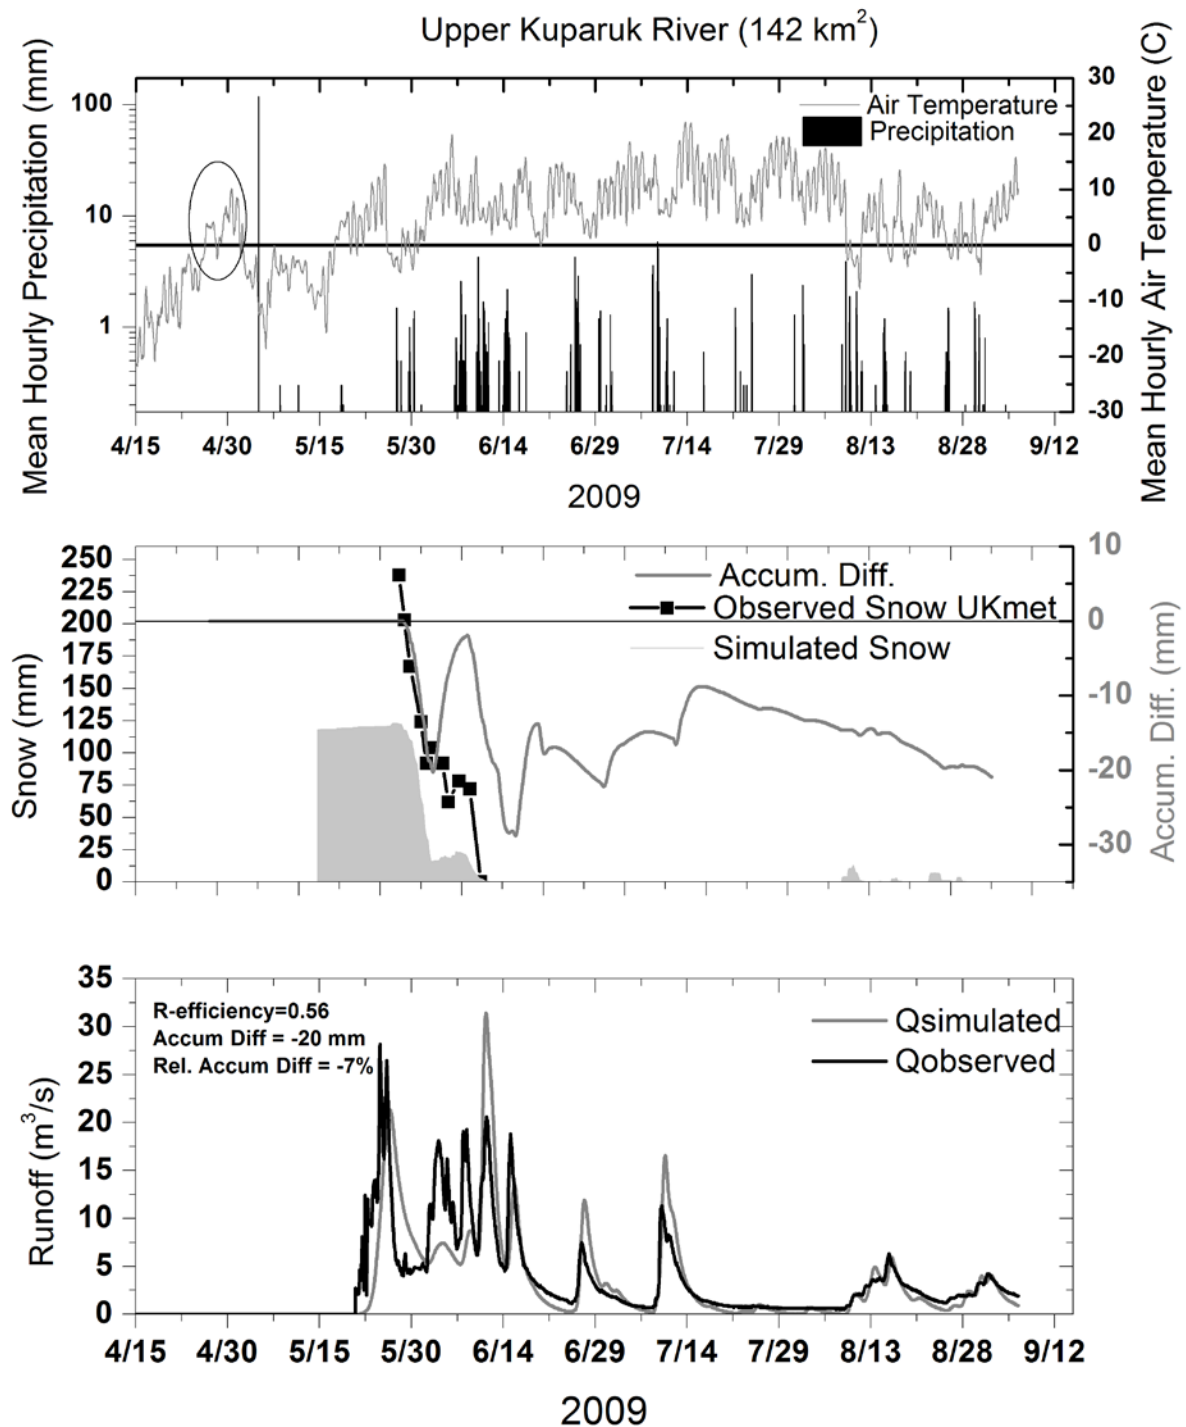 Upper Kuparuk River (142 km²)
Mean Hourly Precipitation (mm)
100
10
1
Air Temperature
Precipitation
30
20
10
0
-10
-20
-30
Mean Hourly Air Temperature (C)
4/15 4/30 5/15 5/30 6/14 6/29 7/14 7/29 8/13 8/28 9/12
2009
Snow (mm)
250
225
200
175
150
125
100
75
50
25
0
Accum. Diff.
Observed Snow UKmet
Simulated Snow
10
0
-10
-20
-30
Accum. Diff. (mm)
Runoff (m³/s)
35
30
25
20
15
10
5
0
R-efficiency=0.56
Accum Diff = -20 mm
Rel. Accum Diff = -7%
Qsimulated
Qobserved
4/15 4/30 5/15 5/30 6/14 6/29 7/14 7/29 8/13 8/28 9/12
2009